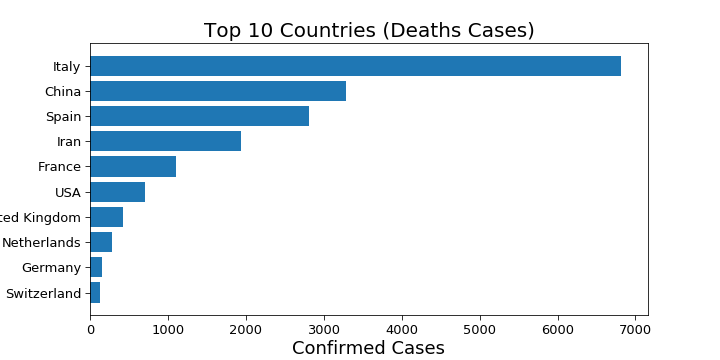 Top 10 Countries (Deaths Cases)
Italy
China
Spain
Iran
France
USA
ted Kingdom
Netherlands
Germany
Switzerland
0 1000 2000 3000 4000 5000 6000 7000
Confirmed Cases